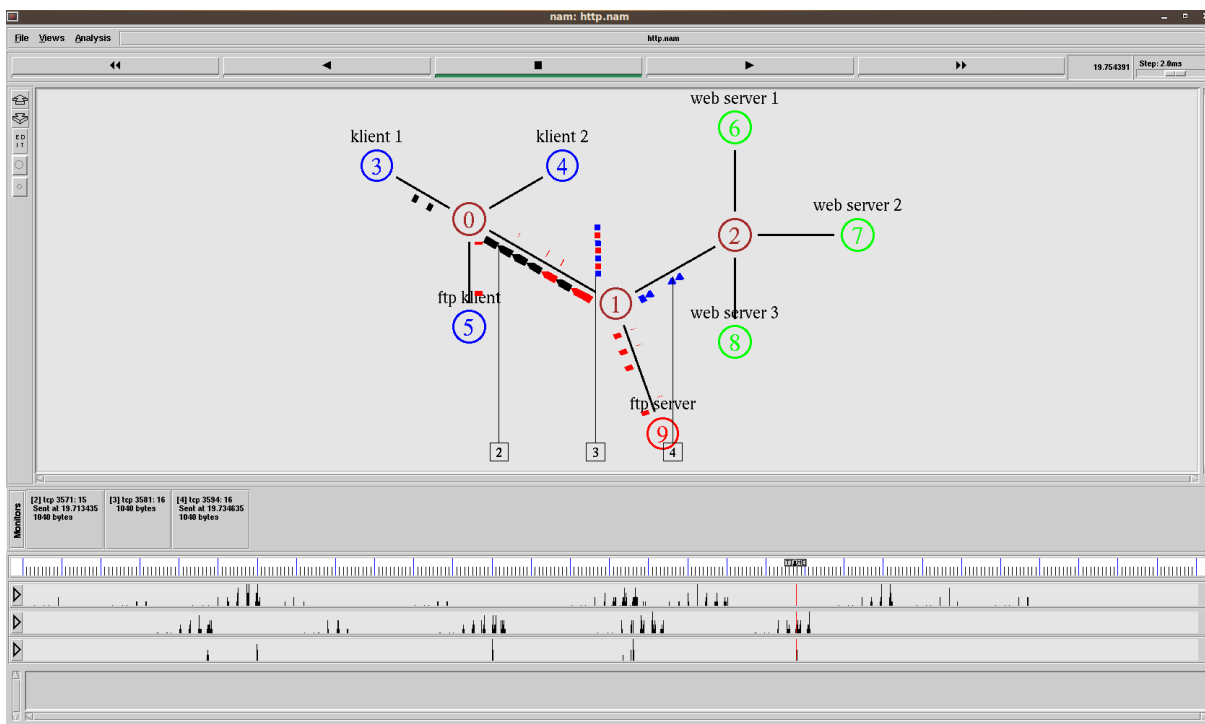 nam: http.nam
File Views Analysis http.nam
19.754391 Step: 2.0ms
E D
I T
web server 1
6
klient 1 klient 2
3 4
web server 2
0 2 7
ftp klient 1 web server 3
5 8
ftp server
9
2 3 4
Monitors
[2] tcp 3571: 15 [3] tcp 3581: 16 [4] tcp 3594: 16
Sent at 19.713435 1040 bytes Sent at 19.734635
1040 bytes 1040 bytes